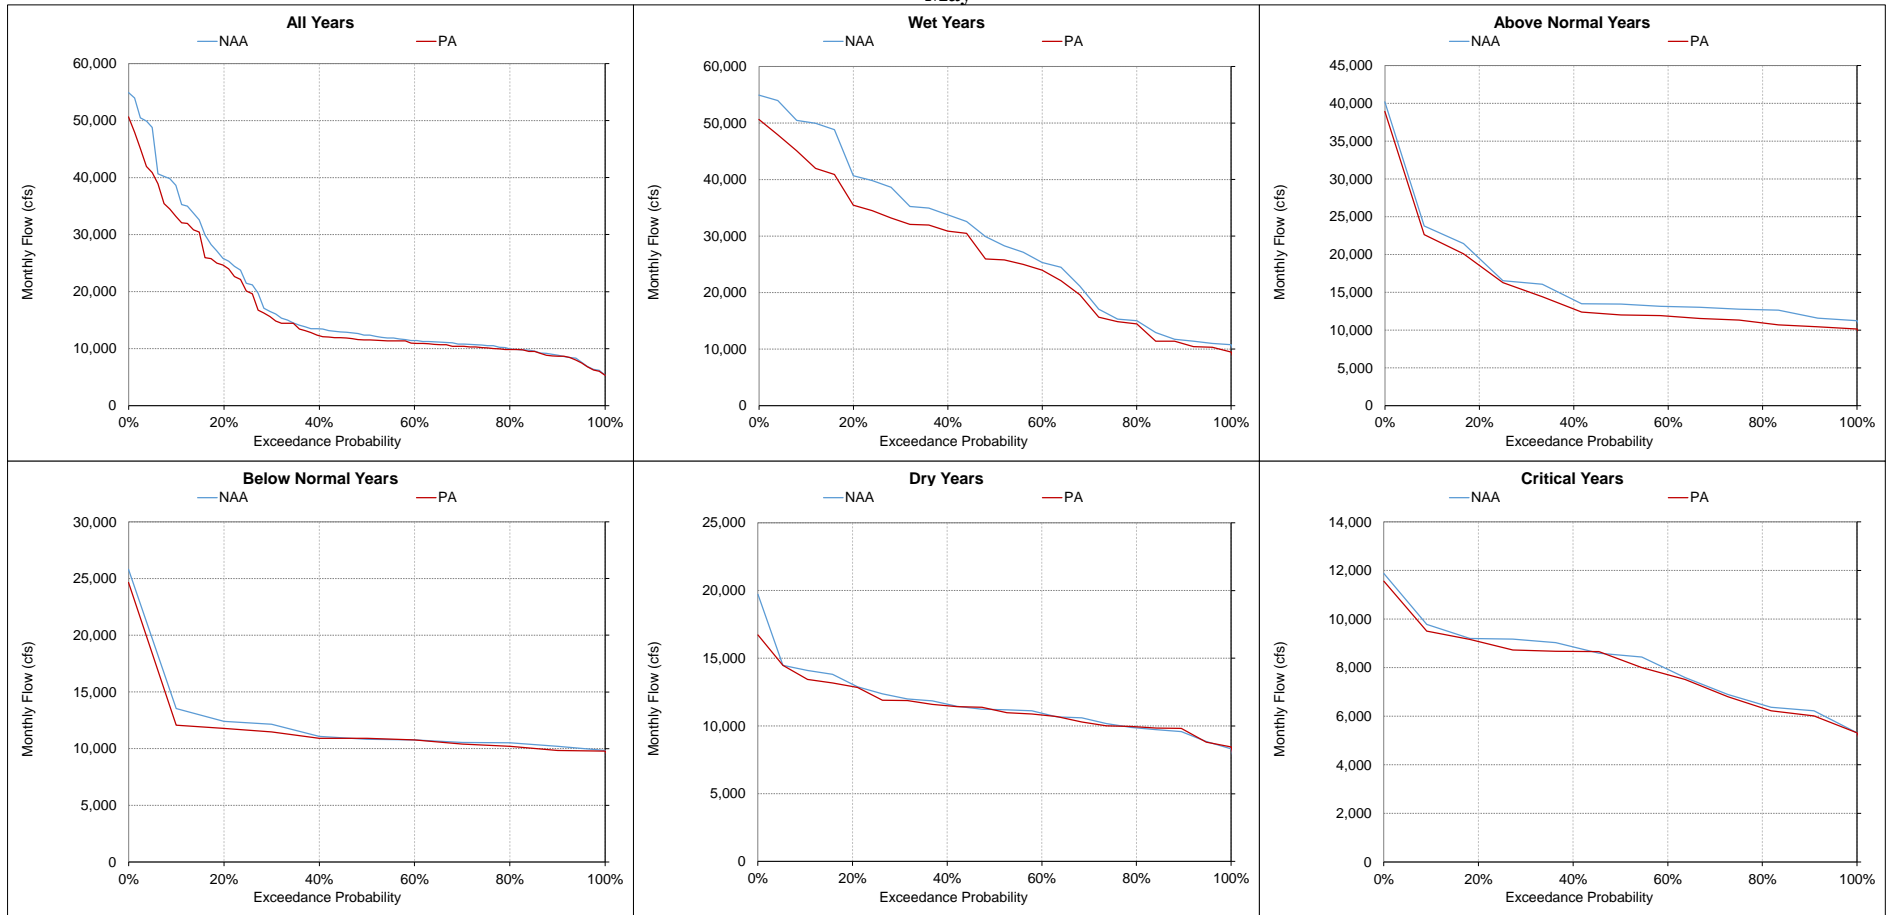 All Years
NAA PA
60,000
50,000
40,000
30,000
20,000
10,000
0
Monthly Flow (cfs)
0% 20% 40% 60% 80% 100%
Exceedance Probability
Wet Years
NAA PA
60,000
50,000
40,000
30,000
20,000
10,000
0
Monthly Flow (cfs)
0% 20% 40% 60% 80% 100%
Exceedance Probability
Above Normal Years
NAA PA
45,000
40,000
35,000
30,000
25,000
20,000
15,000
10,000
5,000
0
Monthly Flow (cfs)
0% 20% 40% 60% 80% 100%
Exceedance Probability
Below Normal Years
NAA PA
30,000
25,000
20,000
15,000
10,000
5,000
0
Monthly Flow (cfs)
0% 20% 40% 60% 80% 100%
Exceedance Probability
Dry Years
NAA PA
25,000
20,000
15,000
10,000
5,000
0
Monthly Flow (cfs)
0% 20% 40% 60% 80% 100%
Exceedance Probability
Critical Years
NAA PA
14,000
12,000
10,000
8,000
6,000
4,000
2,000
0
Monthly Flow (cfs)
0% 20% 40% 60% 80% 100%
Exceedance Probability